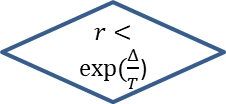 r <
exp(Δ/T)